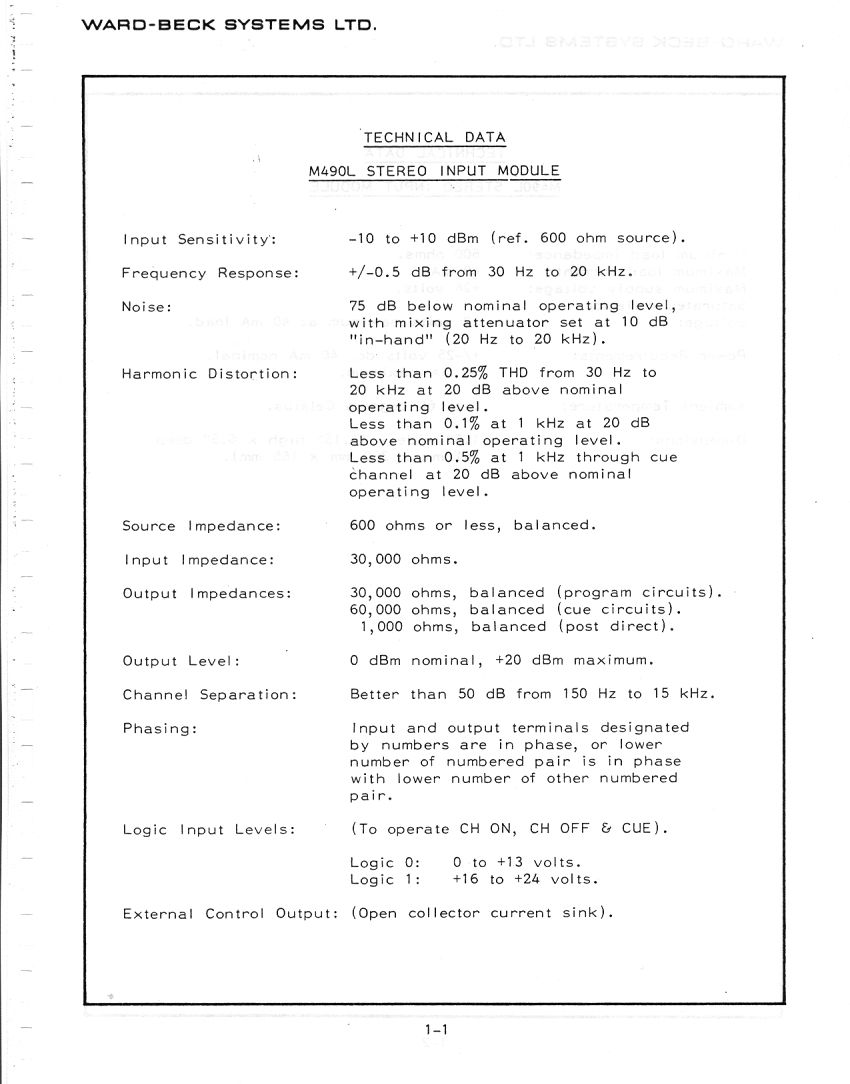 WARD-BECK SYSTEMS LTD.
TECHNICAL DATA
M490L STEREO INPUT MODULE
Input Sensitivity: -10 to +10 dBm (ref. 600 ohm source).
Frequency Response: +/-0.5 dB from 30 Hz to 20 kHz.
Noise: 75 dB below nominal operating level,
with mixing attenuator set at 10 dB
"in-hand" (20 Hz to 20 kHz).
Harmonic Distortion: Less than 0.25% THD from 30 Hz to
20 kHz at 20 dB above nominal
operating level.
Less than 0.1% at 1 kHz at 20 dB
above nominal operating level.
Less than 0.5% at 1 kHz through cue
channel at 20 dB above nominal
operating level.
Source Impedance: 600 ohms or less, balanced.
Input Impedance: 30,000 ohms.
Output Impedances: 30,000 ohms, balanced (program circuits).
60,000 ohms, balanced (cue circuits).
1,000 ohms, balanced (post direct).
Output Level: 0 dBm nominal, +20 dBm maximum.
Channel Separation: Better than 50 dB from 150 Hz to 15 kHz.
Phasing: Input and output terminals designated
by numbers are in phase, or lower
number of numbered pair is in phase
with lower number of other numbered
pair.
Logic Input Levels: (To operate CH ON, CH OFF & CUE).
Logic 0: 0 to +13 volts.
Logic 1: +16 to +24 volts.
External Control Output: (Open collector current sink).
1-1